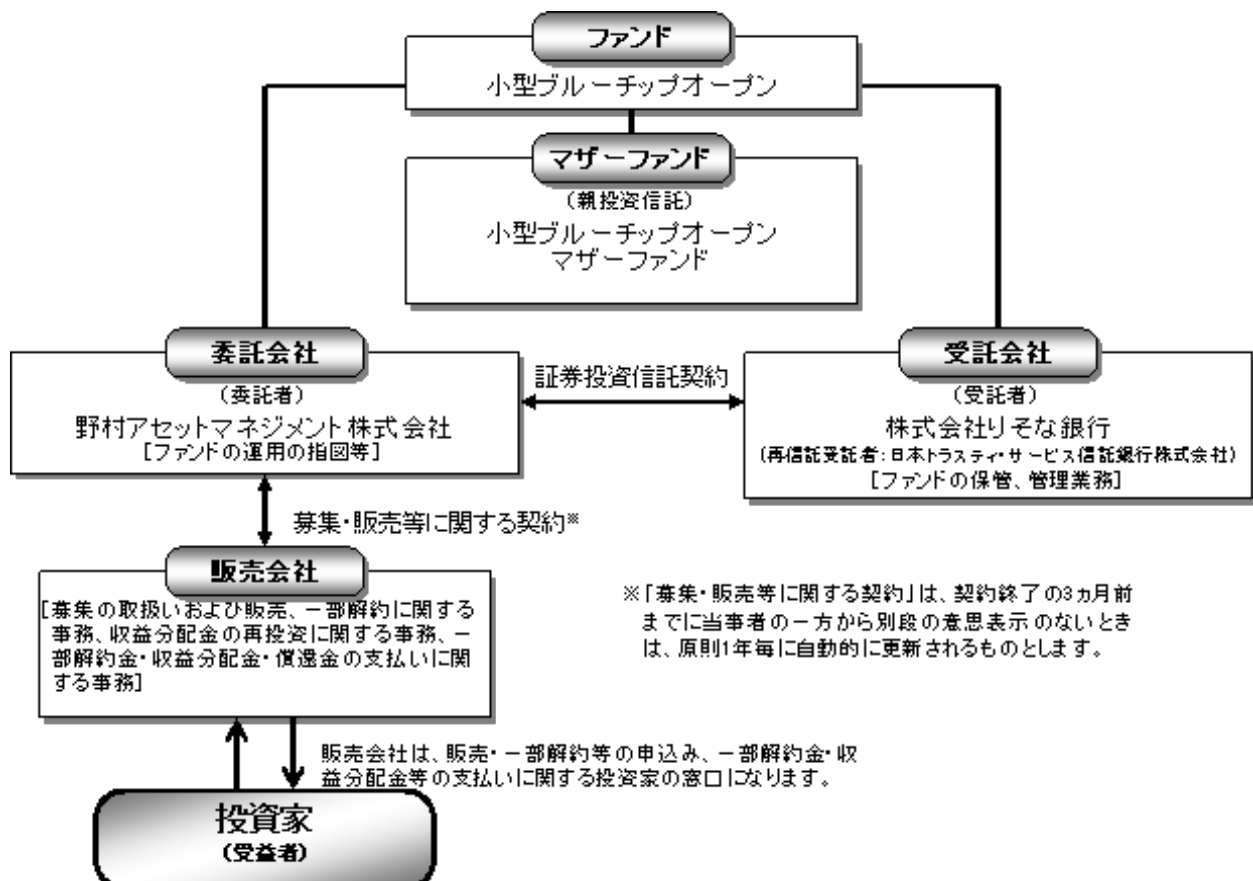 ファンド
小型ブルーチップオープン
マザーファンド
(親投資信託)
小型ブルーチップオープン
マザーファンド
委託会社
(委託者)
野村アセットマネジメント株式会社
[ファンドの運用の指図等]
証券投資信託契約
受託会社
(受託者)
株式会社りそな銀行
(再信託受託者:日本トラスティ・サービス信託銀行株式会社)
[ファンドの保管、管理業務]
募集・販売等に関する契約※
販売会社
[募集の取扱いおよび販売、一部解約に関する
事務、収益分配金の再投資に関する事務、一
部解約金・収益分配金・償還金の支払いに関
する事務]
※「募集・販売等に関する契約」は、契約終了の3ヵ月前
までに当事者の一方から別段の意思表示のないとき
は、原則1年毎に自動的に更新されるものとします。
販売会社は、販売・一部解約等の申込み、一部解約金・収
益分配金等の支払いに関する投資家の窓口になります。
投資家
(受益者)